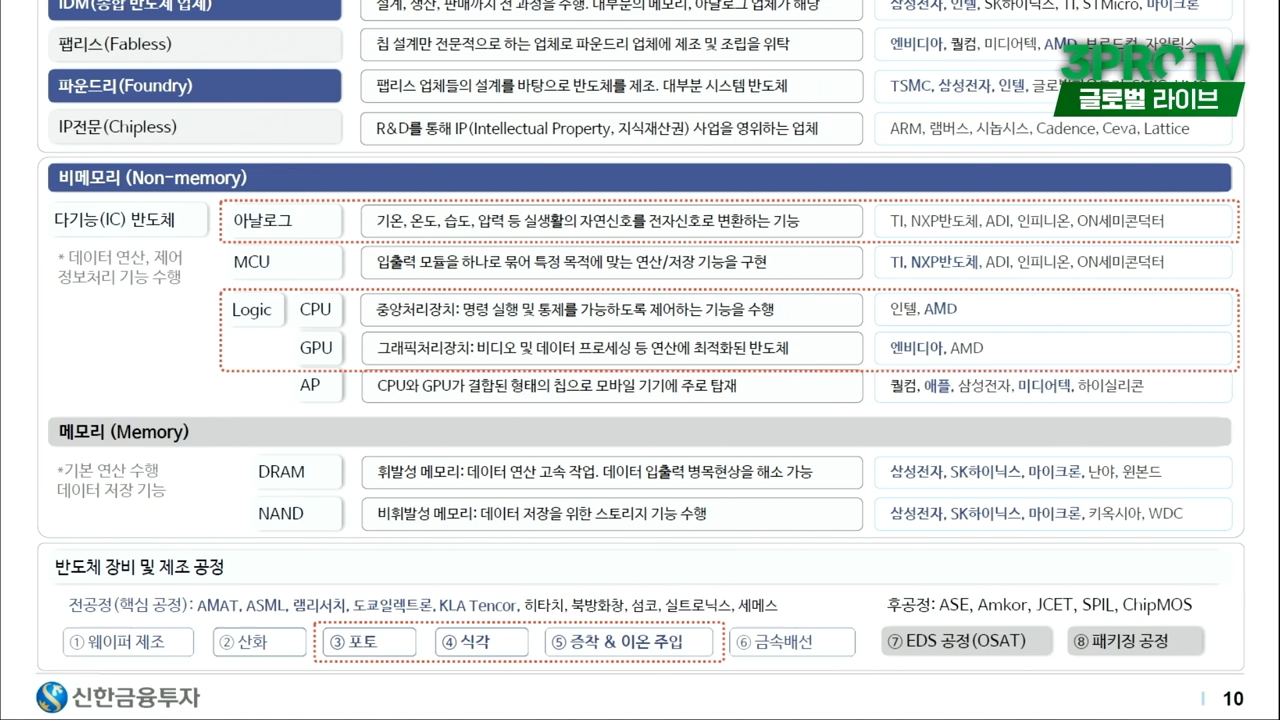 IDM(종합 반도체 업체)
설계, 생산, 판매까지 전 과정을 수행. 대부분의 메모리, 아날로그 업체가 해당
삼성전자, 인텔, SK하이닉스, TI, STMicro, 마이크론
팹리스(Fabless)
칩 설계만 전문적으로 하는 업체로 파운드리 업체에 제조 및 조립을 위탁
엔비디아, 퀄컴, 미디어텍, AMD, 브로드컴, 자일링스
3PROTV
파운드리(Foundry)
팹리스 업체들의 설계를 바탕으로 반도체를 제조. 대부분 시스템 반도체
TSMC, 삼성전자, 인텔,
글로벌 라이브
IP전문(Chipless)
R&D를 통해 IP(Intellectual Property, 지식재산권) 사업을 영위하는 업체
ARM, 램버스, 시놉시스, Cadence, Ceva, Lattice
비메모리 (Non-memory)
다기능(IC) 반도체
아날로그
기온, 온도, 습도, 압력 등 실생활의 자연신호를 전자신호로 변환하는 기능
TI, NXP반도체, ADI, 인피니온, ON세미콘덕터
* 데이터 연산, 제어
정보처리 기능 수행
MCU
입출력 모듈을 하나로 묶어 특정 목적에 맞는 연산/저장 기능을 구현
TI, NXP반도체, ADI, 인피니온, ON세미콘덕터
Logic
CPU
중앙처리장치: 명령 실행 및 통제를 가능하도록 제어하는 기능을 수행
인텔, AMD
GPU
그래픽처리장치: 비디오 및 데이터 프로세싱 등 연산에 최적화된 반도체
엔비디아, AMD
AP
CPU와 GPU가 결합된 형태의 칩으로 모바일 기기에 주로 탑재
퀄컴, 애플, 삼성전자, 미디어텍, 하이실리콘
메모리 (Memory)
*기본 연산 수행
데이터 저장 기능
DRAM
휘발성 메모리: 데이터 연산 고속 작업. 데이터 입출력 병목현상을 해소 가능
삼성전자, SK하이닉스, 마이크론, 난야, 윈본드
NAND
비휘발성 메모리: 데이터 저장을 위한 스토리지 기능 수행
삼성전자, SK하이닉스, 마이크론, 키옥시아, WDC
반도체 장비 및 제조 공정
전공정(핵심 공정): AMAT, ASML, 램리서치, 도쿄일렉트론, KLA Tencor, 히타치, 북방화창, 섬코, 실트로닉스, 세메스
후공정: ASE, Amkor, JCET, SPIL, ChipMOS
① 웨이퍼 제조
② 산화
③ 포토
④ 식각
⑤ 증착 & 이온 주입
⑥ 금속배선
⑦ EDS 공정(OSAT)
⑧ 패키징 공정
신한금융투자
10